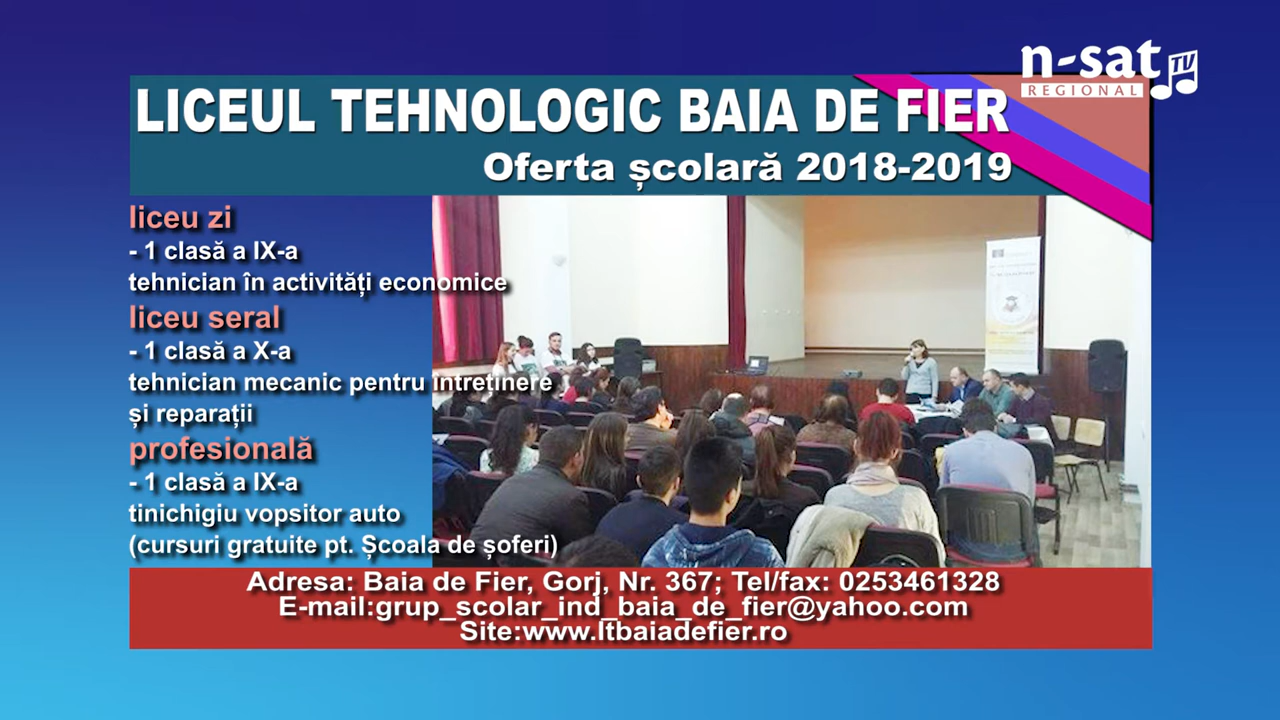 n-sat TV
REGIONAL
LICEUL TEHNOLOGIC BAIA DE FIER
Oferta școlară 2018-2019
liceu zi
- 1 clasă a IX-a
tehnician în activități economice
liceu seral
- 1 clasă a X-a
tehnician mecanic pentru întreținere
și reparații
profesională
- 1 clasă a IX-a
tinichigiu vopsitor auto
(cursuri gratuite pt. Școala de șoferi)
Adresa: Baia de Fier, Gorj, Nr. 367; Tel/fax: 0253461328
E-mail:grup_scolar_ind_baia_de_fier@yahoo.com
Site:www.ltbaiadefier.ro